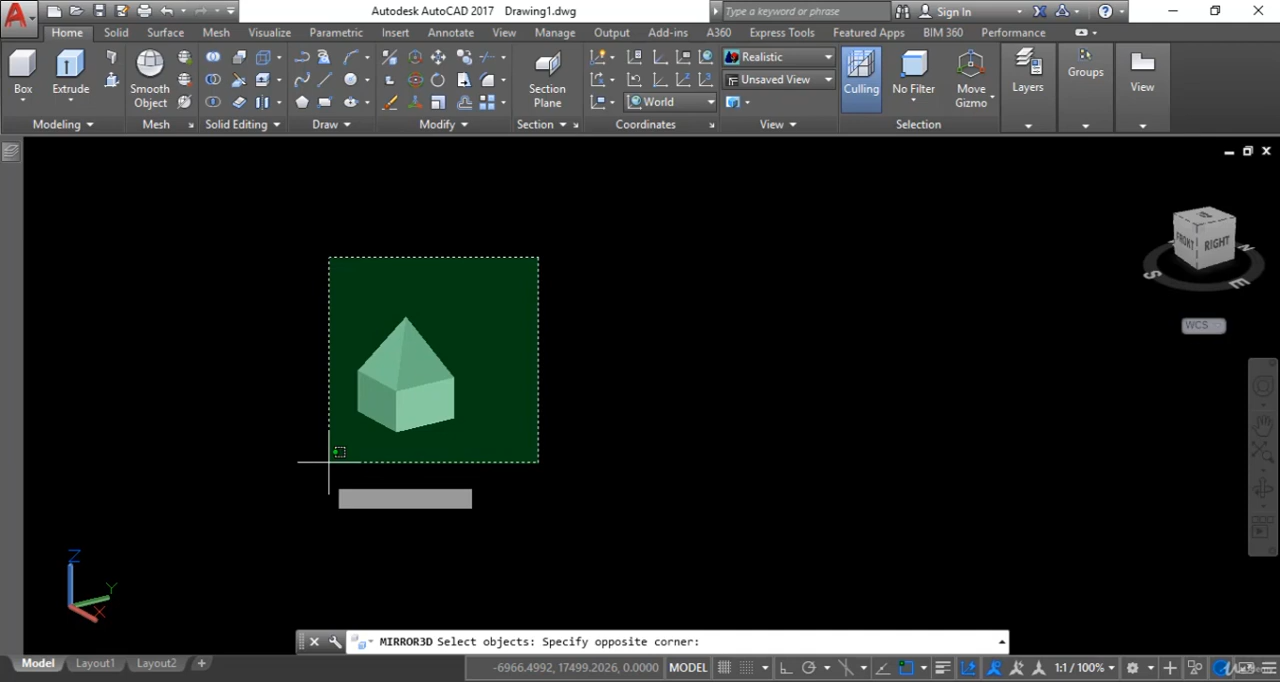 Autodesk AutoCAD 2017 Drawing1.dwg
Type a keyword or phrase
Sign In
Home Solid Surface Mesh Visualize Parametric Insert Annotate View Manage Output Add-ins A360 Express Tools Featured Apps BIM 360 Performance
Box
Extrude
Smooth
Object
Section
Plane
Realistic
Unsaved View
World
Culling
No Filter
Move
Gizmo
Layers
Groups
View
Modeling
Mesh
Solid Editing
Draw
Modify
Section
Coordinates
View
Selection
FRONT
RIGHT
S
E
N
WCS
Z
Y
X
MIRROR3D Select objects: Specify opposite corner:
Model Layout1 Layout2
-6966.4992, 17499.2026, 0.0000
MODEL
1:1 / 100%